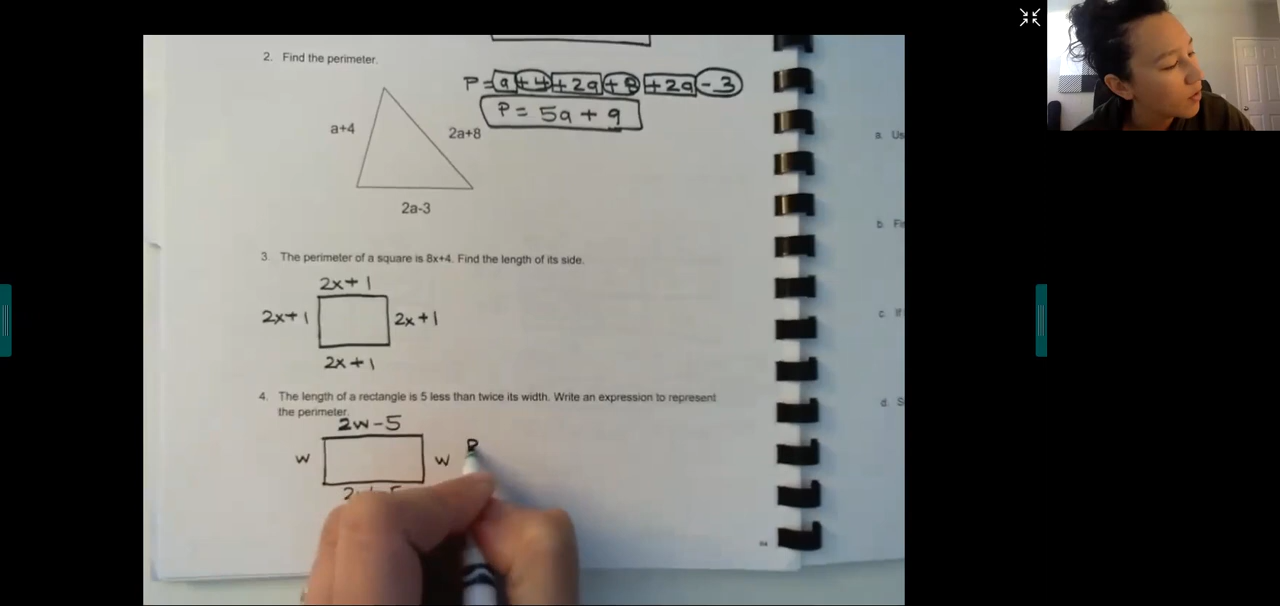 2. Find the perimeter.
P= a+4+2a+8+2a-3
P= 5a+9
a+4
2a+8
2a-3
3. The perimeter of a square is 8x+4. Find the length of its side.
2x+1
2x+1 2x+1
2x+1
4. The length of a rectangle is 5 less than twice its width. Write an expression to represent
the perimeter.
2w-5
w w P
a. Us
b. Fi
c. If
d. S